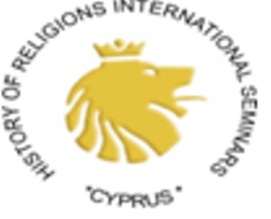 HISTORY OF RELIGIONS INTERNATIONAL SEMINARS
*CYPRUS*